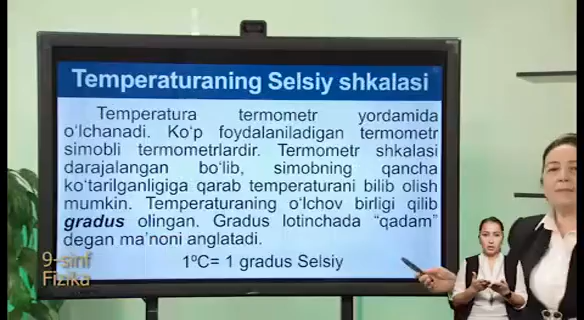 Temperaturaning Selsiy shkalasi
Temperatura termometr yordamida
o‘lchanadi. Ko‘p foydalaniladigan termometr
simobli termometrlardir. Termometr shkalasi
darajalangan bo‘lib, simobning qancha
ko‘tarilganligiga qarab temperaturani bilib olish
mumkin. Temperaturaning o‘lchov birligi qilib
gradus olingan. Gradus lotinchada “qadam”
degan ma’noni anglatadi.
1ºC= 1 gradus Selsiy
9-sinf
Fizika